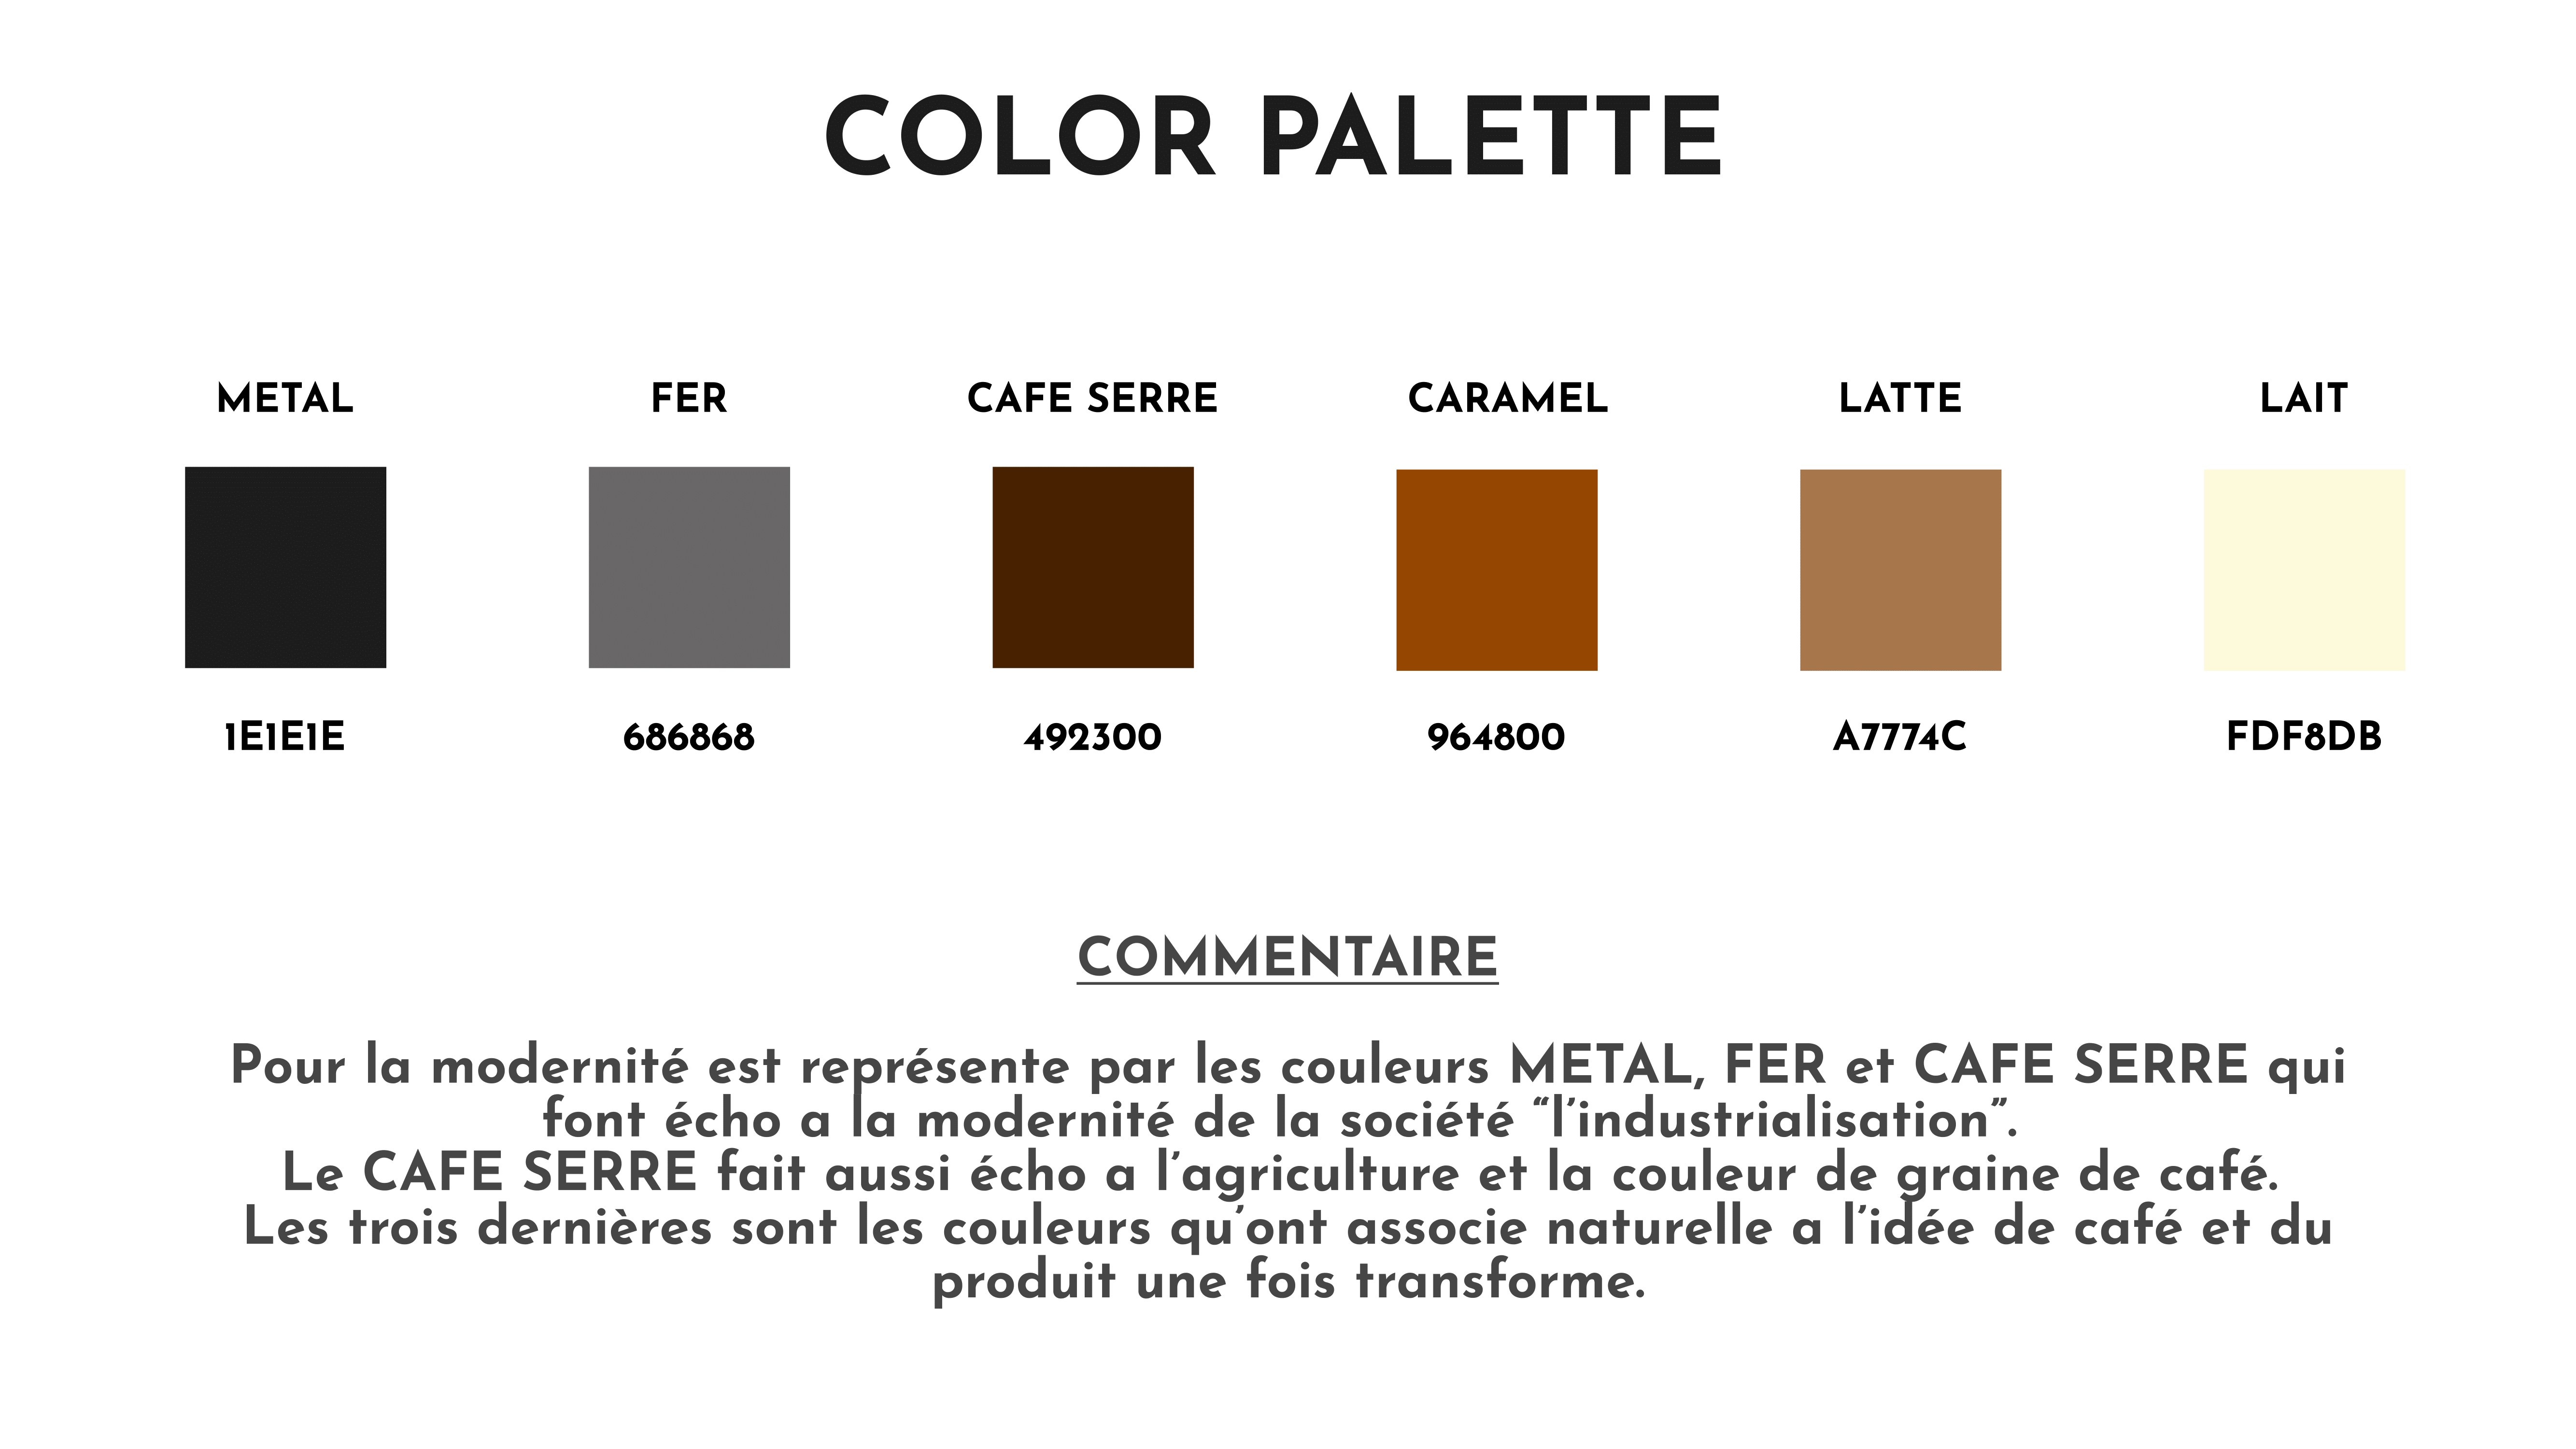 COLOR PALETTE
METAL FER CAFE SERRE CARAMEL LATTE LAIT
1E1E1E 686868 492300 964800 A7774C FDF8DB
COMMENTAIRE
Pour la modernité est représente par les couleurs METAL, FER et CAFE SERRE qui
font écho a la modernité de la société “l’industrialisation”.
Le CAFE SERRE fait aussi écho a l’agriculture et la couleur de graine de café.
Les trois dernières sont les couleurs qu’ont associe naturelle a l’idée de café et du
produit une fois transforme.